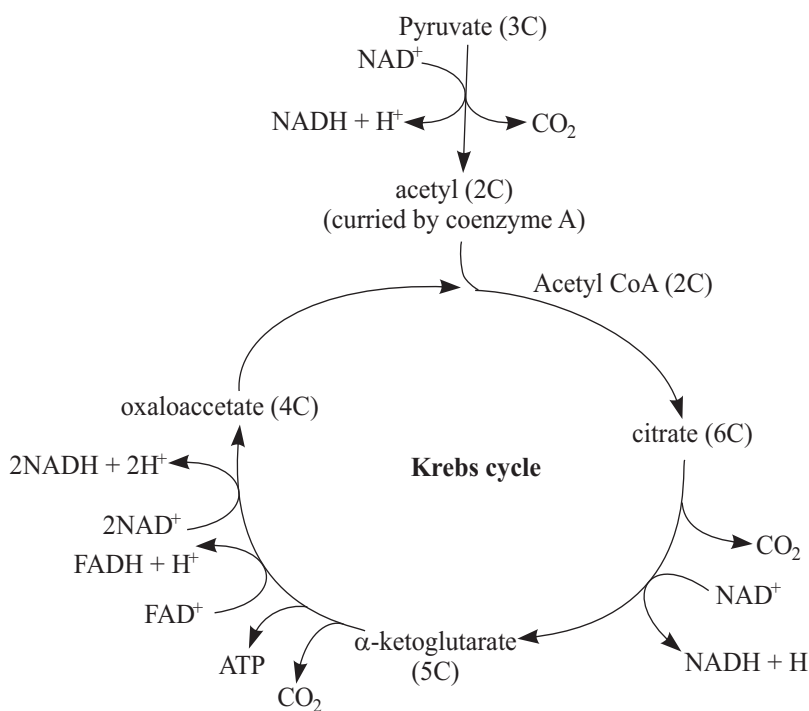 Pyruvate (3C)
NAD⁺
NADH + H⁺
CO₂
acetyl (2C)
(curried by coenzyme A)
Acetyl CoA (2C)
oxaloaccetate (4C)
citrate (6C)
Krebs cycle
2NADH + 2H⁺
2NAD⁺
CO₂
FADH + H⁺
NAD⁺
FAD⁺
α-ketoglutarate
(5C)
NADH + H
ATP
CO₂